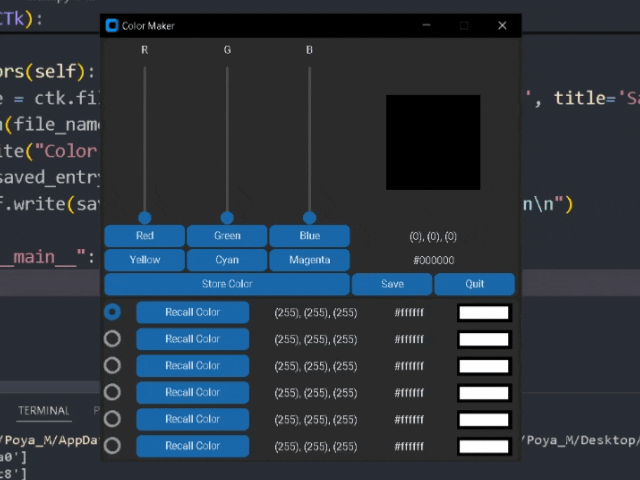 CTk):
Color Maker
R G B
ors(self):
= ctk.fil
', title='Sa
(file_name
ite("Color
saved_entry
f.write(sav
n\n")
__main__":
Red Green Blue (0), (0), (0)
Yellow Cyan Magenta #000000
Store Color Save Quit
Recall Color (255), (255), (255) #ffffff
Recall Color (255), (255), (255) #ffffff
Recall Color (255), (255), (255) #ffffff
Recall Color (255), (255), (255) #ffffff
Recall Color (255), (255), (255) #ffffff
Recall Color (255), (255), (255) #ffffff
TERMINAL P
/Poya_M/AppDat
/Poya_M/Desktop/
a0']
c8']